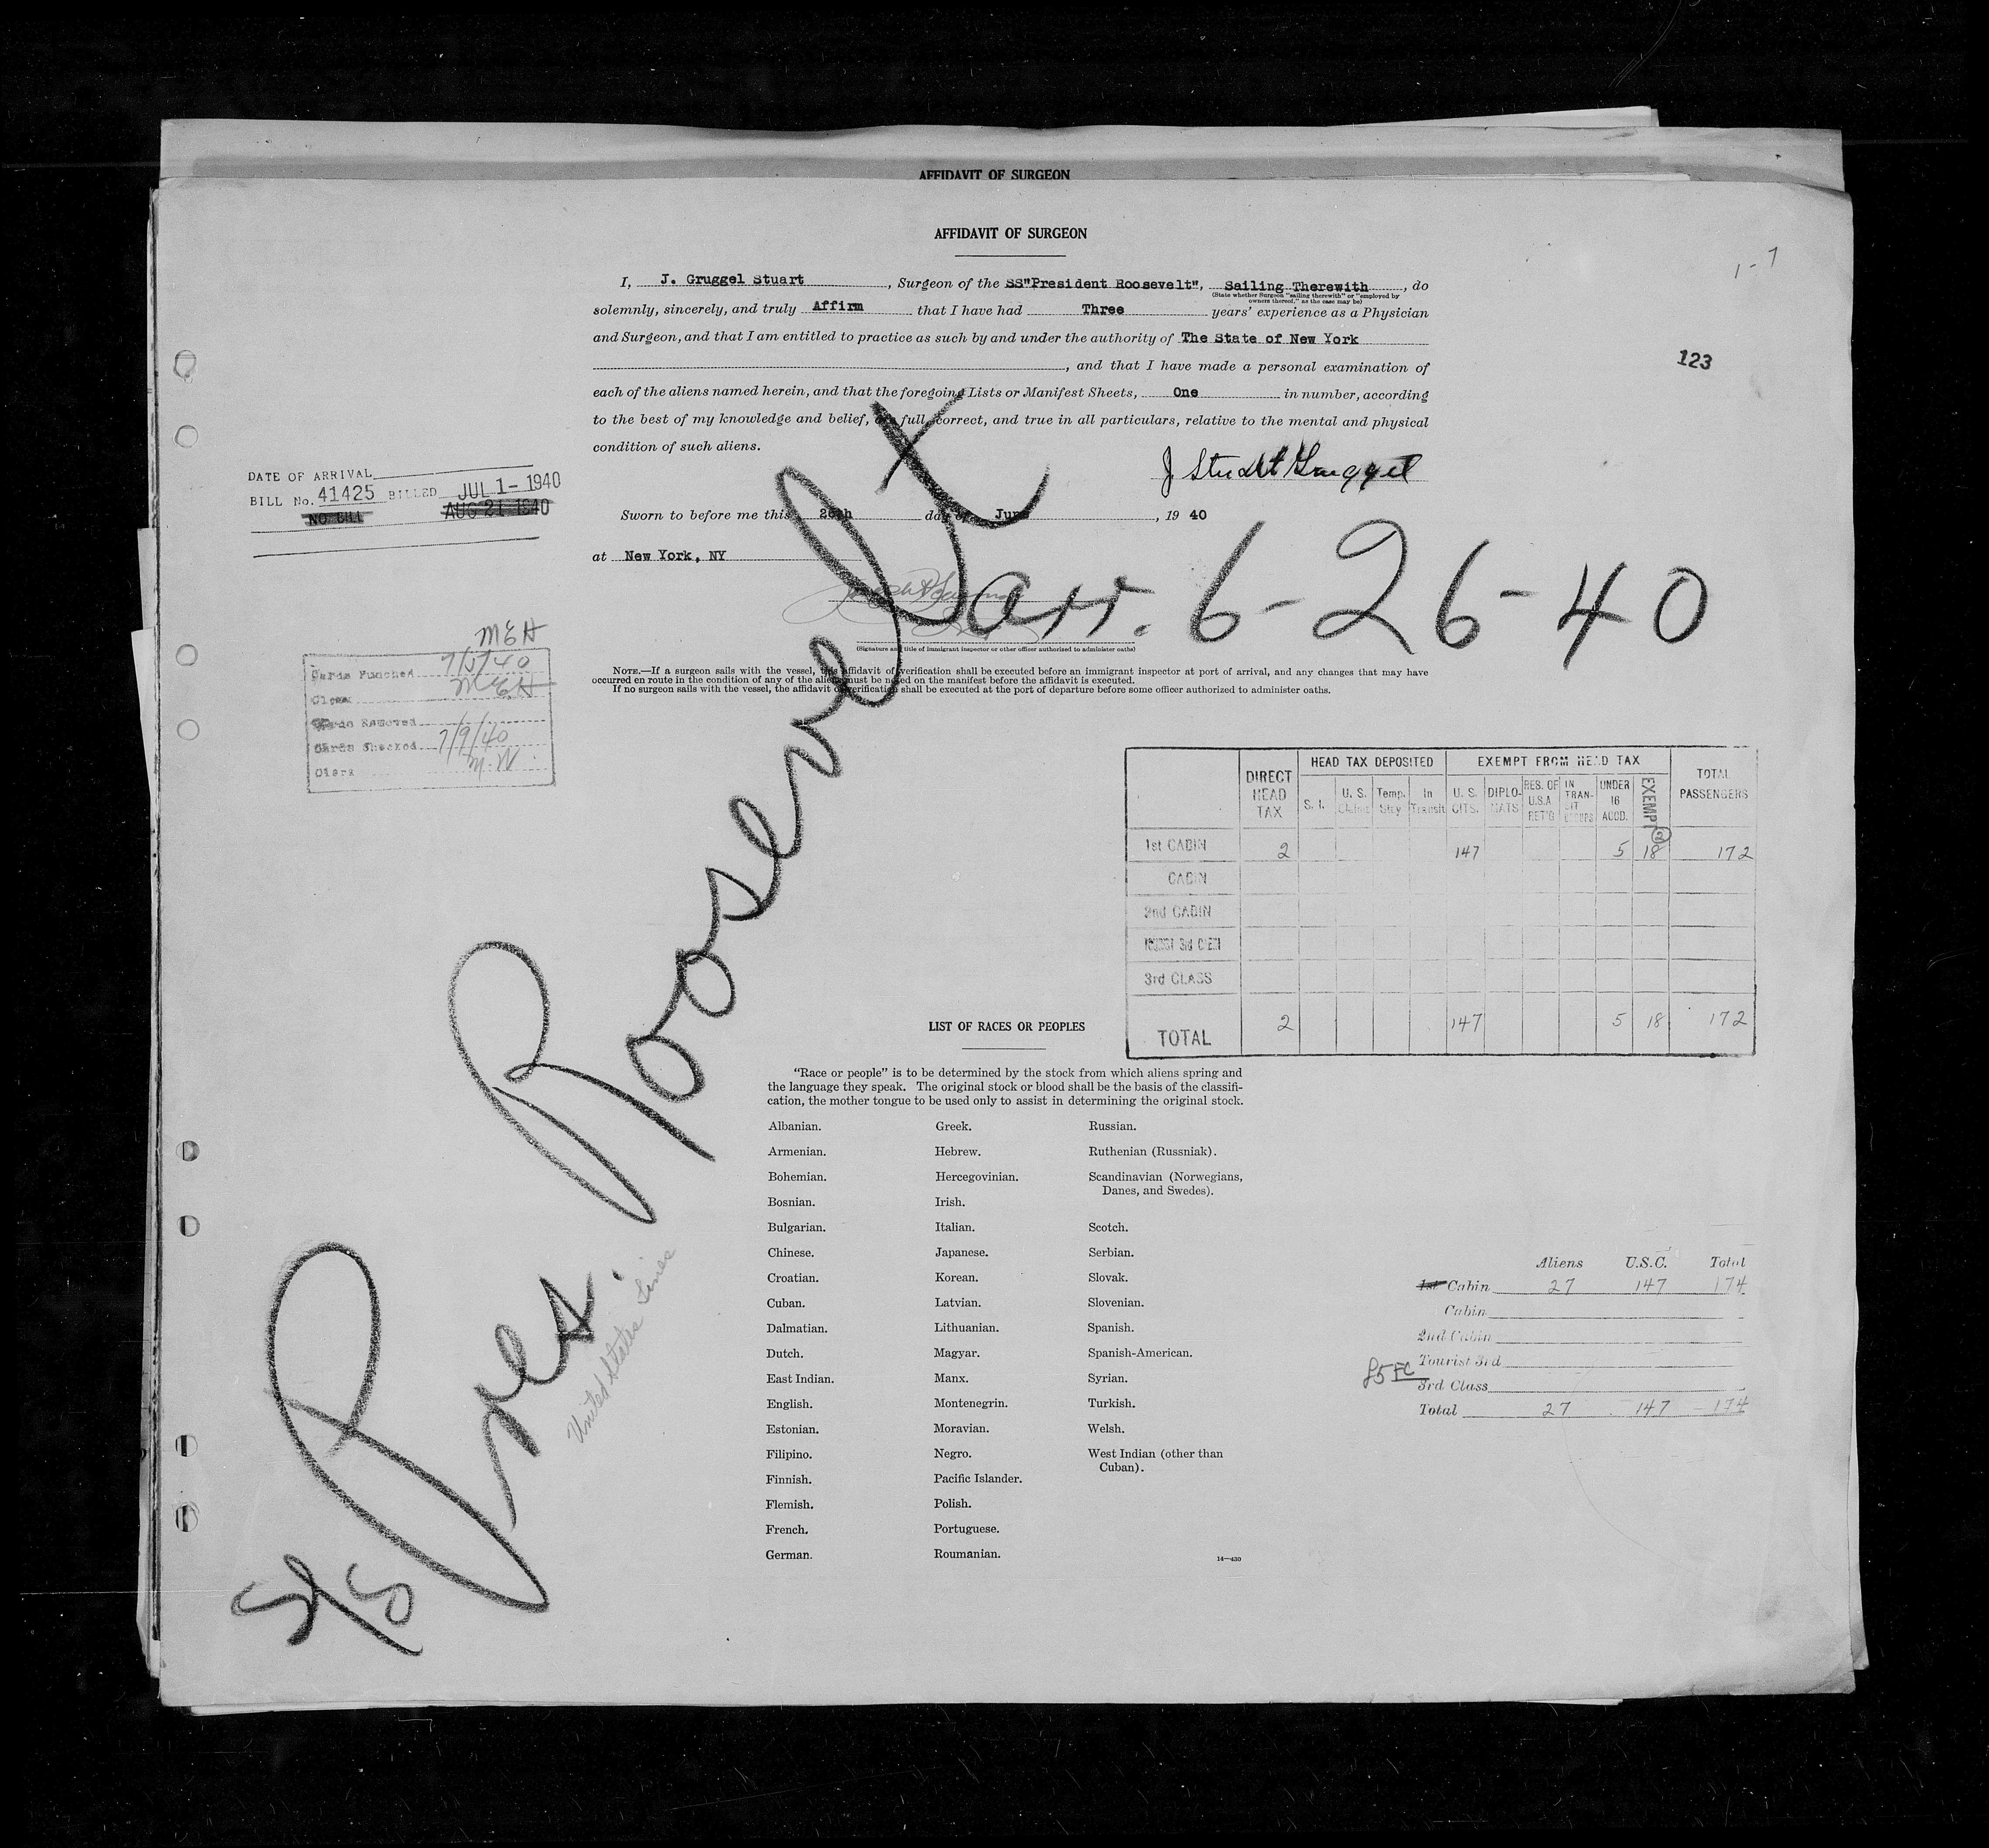 AFFIDAVIT OF SURGEON
AFFIDAVIT OF SURGEON
1-7
I, J. Gruggel Stuart, Surgeon of the SS"President Roosevelt", Sailing Therewith, do
(State whether Surgeon "sailing therewith" or "employed by owners thereof," as the case may be)
solemnly, sincerely, and truly Affirm that I have had Three years' experience as a Physician
and Surgeon, and that I am entitled to practice as such by and under the authority of The State of New York
, and that I have made a personal examination of
123
each of the aliens named herein, and that the foregoing Lists or Manifest Sheets, One in number, according
to the best of my knowledge and belief, are full, correct, and true in all particulars, relative to the mental and physical
condition of such aliens.
J Stuart Gruggel
DATE OF ARRIVAL
BILL No. 41425 BILLED JUL 1- 1940
NO BILL AUG 21 1940
Sworn to before me this 26th day of June, 19 40
at New York, NY
arr. 6-26-40
(Signature and title of immigrant inspector or other officer authorized to administer oaths)
NOTE.—If a surgeon sails with the vessel, this affidavit of verification shall be executed before an immigrant inspector at port of arrival, and any changes that may have
occurred en route in the condition of any of the aliens must be noted on the manifest before the affidavit is executed.
If no surgeon sails with the vessel, the affidavit of verification shall be executed at the port of departure before some officer authorized to administer oaths.
MEH
Cards Punched 7/5/40
Clerk MEH
Cards Removed
Cards Checked 7/9/40
Clerk M.N
S/S Pres. Roosevelt
United States Lines
DIRECT HEAD TAX HEAD TAX DEPOSITED EXEMPT FROM HEAD TAX TOTAL PASSENGERS
S. I. U. S. Claims Temp. Stay In Transit U. S. CITS. DIPLOMATS RES. OF U.S.A. RET'G IN TRANSIT UNDER 16 ACCD. EXEMPT
1st CABIN 2 147 5 18 172
CABIN
2nd CABIN
TOURIST 3rd CABIN
3rd CLASS
TOTAL 2 147 5 18 172
LIST OF RACES OR PEOPLES
"Race or people" is to be determined by the stock from which aliens spring and
the language they speak. The original stock or blood shall be the basis of the classifi-
cation, the mother tongue to be used only to assist in determining the original stock.
Albanian.
Armenian.
Bohemian.
Bosnian.
Bulgarian.
Chinese.
Croatian.
Cuban.
Dalmatian.
Dutch.
East Indian.
English.
Estonian.
Filipino.
Finnish.
Flemish.
French.
German.
Greek.
Hebrew.
Hercegovinian.
Irish.
Italian.
Japanese.
Korean.
Latvian.
Lithuanian.
Magyar.
Manx.
Montenegrin.
Moravian.
Negro.
Pacific Islander.
Polish.
Portuguese.
Roumanian.
Russian.
Ruthenian (Russniak).
Scandinavian (Norwegians,
Danes, and Swedes).
Scotch.
Serbian.
Slovak.
Slovenian.
Spanish.
Spanish-American.
Syrian.
Turkish.
Welsh.
West Indian (other than
Cuban).
14—430
Aliens U.S.C. Total
1st Cabin 27 147 174
Cabin
2nd Cabin
Tourist 3rd
3rd Class
Total 27 147 174